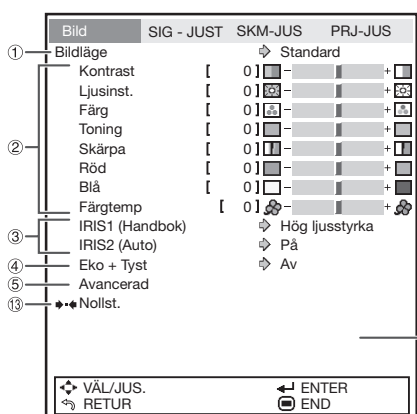 Bild SIG - JUST SKM-JUS PRJ-JUS
① Bildläge Standard
② Kontrast [ 0 ] - +
Ljusinst. [ 0 ] - +
Färg [ 0 ] - +
Toning [ 0 ] - +
Skärpa [ 0 ] - +
Röd [ 0 ] - +
Blå [ 0 ] - +
Färgtemp [ 0 ] - +
③ IRIS1 (Handbok) Hög ljusstyrka
IRIS2 (Auto) På
④ Eko + Tyst Av
⑤ Avancerad
⑬ Nollst.
VÄL/JUS. ENTER
RETUR END